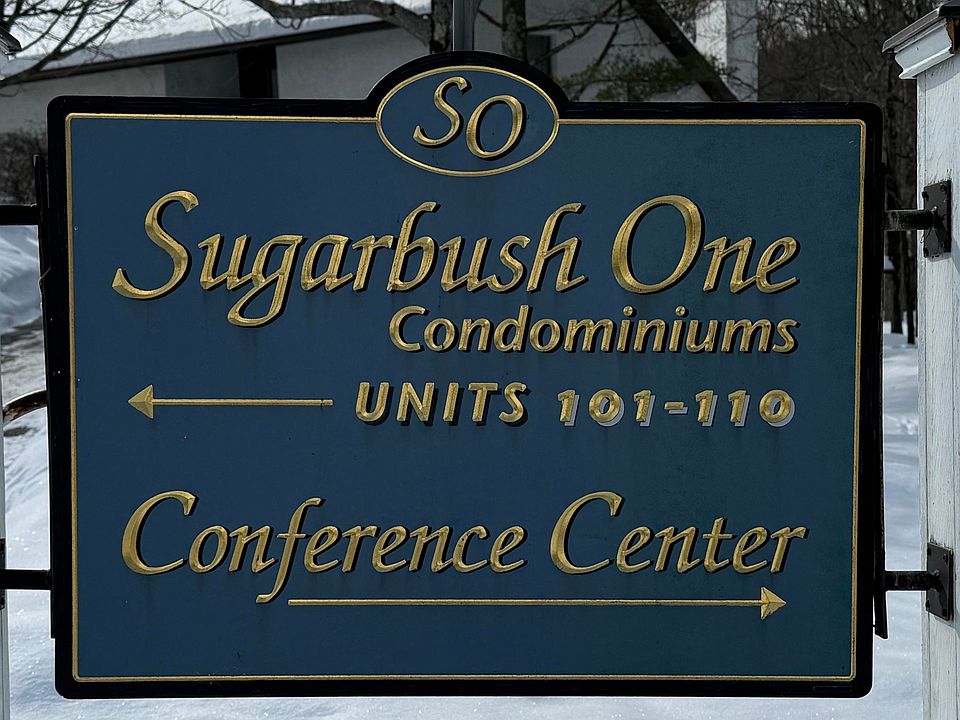 SO
Sugarbush One
Condominiums
UNITS 101-110
Conference Center